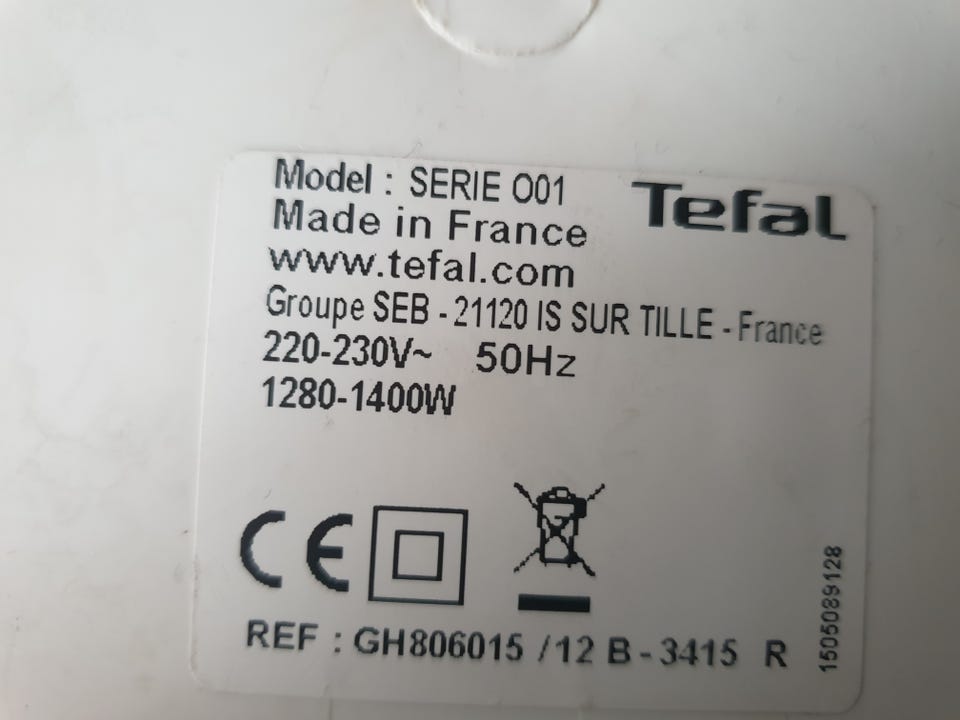 Model : SERIE O01
Tefal
Made in France
www.tefal.com
Groupe SEB - 21120 IS SUR TILLE - France
220-230V~ 50Hz
1280-1400W
CE
REF : GH806015 /12 B - 3415 R
1505089128